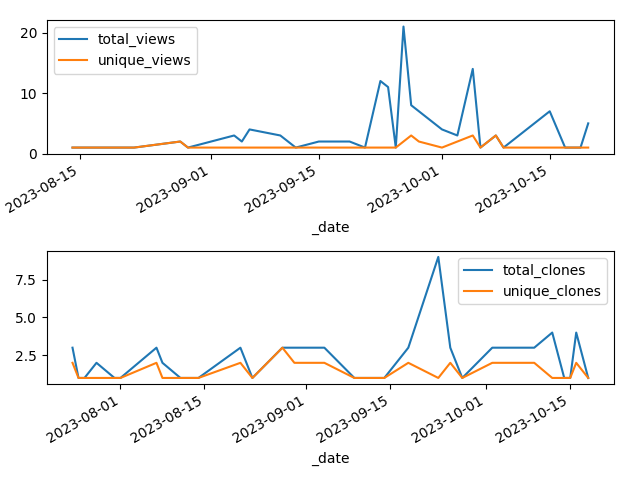 total_views
unique_views
20
10
0
2023-08-15
2023-09-01
2023-09-15
2023-10-01
2023-10-15
_date
total_clones
unique_clones
7.5
5.0
2.5
2023-08-01
2023-08-15
2023-09-01
2023-09-15
2023-10-01
2023-10-15
_date